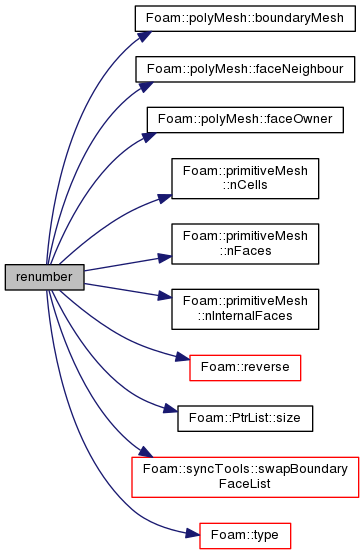 Foam::polyMesh::boundaryMesh
Foam::polyMesh::faceNeighbour
Foam::polyMesh::faceOwner
Foam::primitiveMesh
::nCells
Foam::primitiveMesh
::nFaces
renumber
Foam::primitiveMesh
::nInternalFaces
Foam::reverse
Foam::PtrList::size
Foam::syncTools::swapBoundary
FaceList
Foam::type